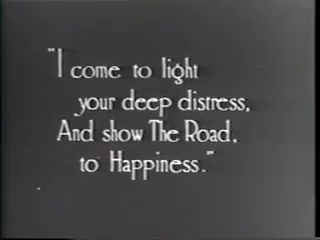 "I come to light
your deep distress,
And show The Road,
to Happiness."